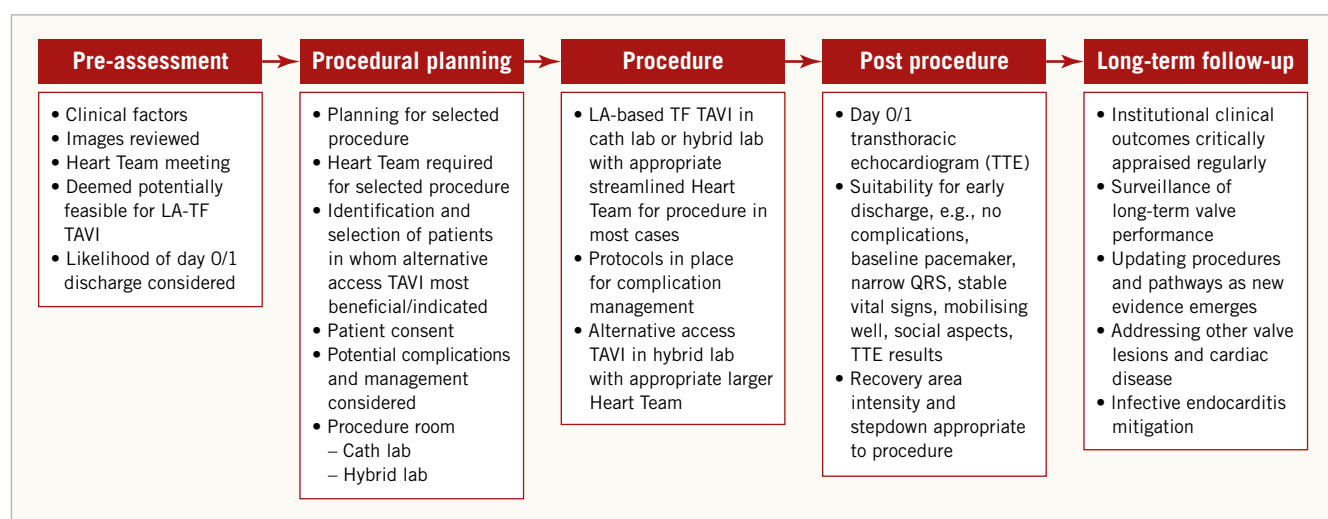 Pre-assessment
• Clinical factors
• Images reviewed
• Heart Team meeting
• Deemed potentially
feasible for LA-TF
TAVI
• Likelihood of day 0/1
discharge considered
Procedural planning
• Planning for selected
procedure
• Heart Team required
for selected procedure
• Identification and
selection of patients
in whom alternative
access TAVI most
beneficial/indicated
• Patient consent
• Potential complications
and management
considered
• Procedure room
– Cath lab
– Hybrid lab
Procedure
• LA-based TF TAVI in
cath lab or hybrid lab
with appropriate
streamlined Heart
Team for procedure in
most cases
• Protocols in place
for complication
management
• Alternative access
TAVI in hybrid lab
with appropriate larger
Heart Team
Post procedure
• Day 0/1
transthoracic
echocardiogram (TTE)
• Suitability for early
discharge, e.g., no
complications,
baseline pacemaker,
narrow QRS, stable
vital signs, mobilising
well, social aspects,
TTE results
• Recovery area
intensity and
stepdown appropriate
to procedure
Long-term follow-up
• Institutional clinical
outcomes critically
appraised regularly
• Surveillance of
long-term valve
performance
• Updating procedures
and pathways as new
evidence emerges
• Addressing other valve
lesions and cardiac
disease
• Infective endocarditis
mitigation